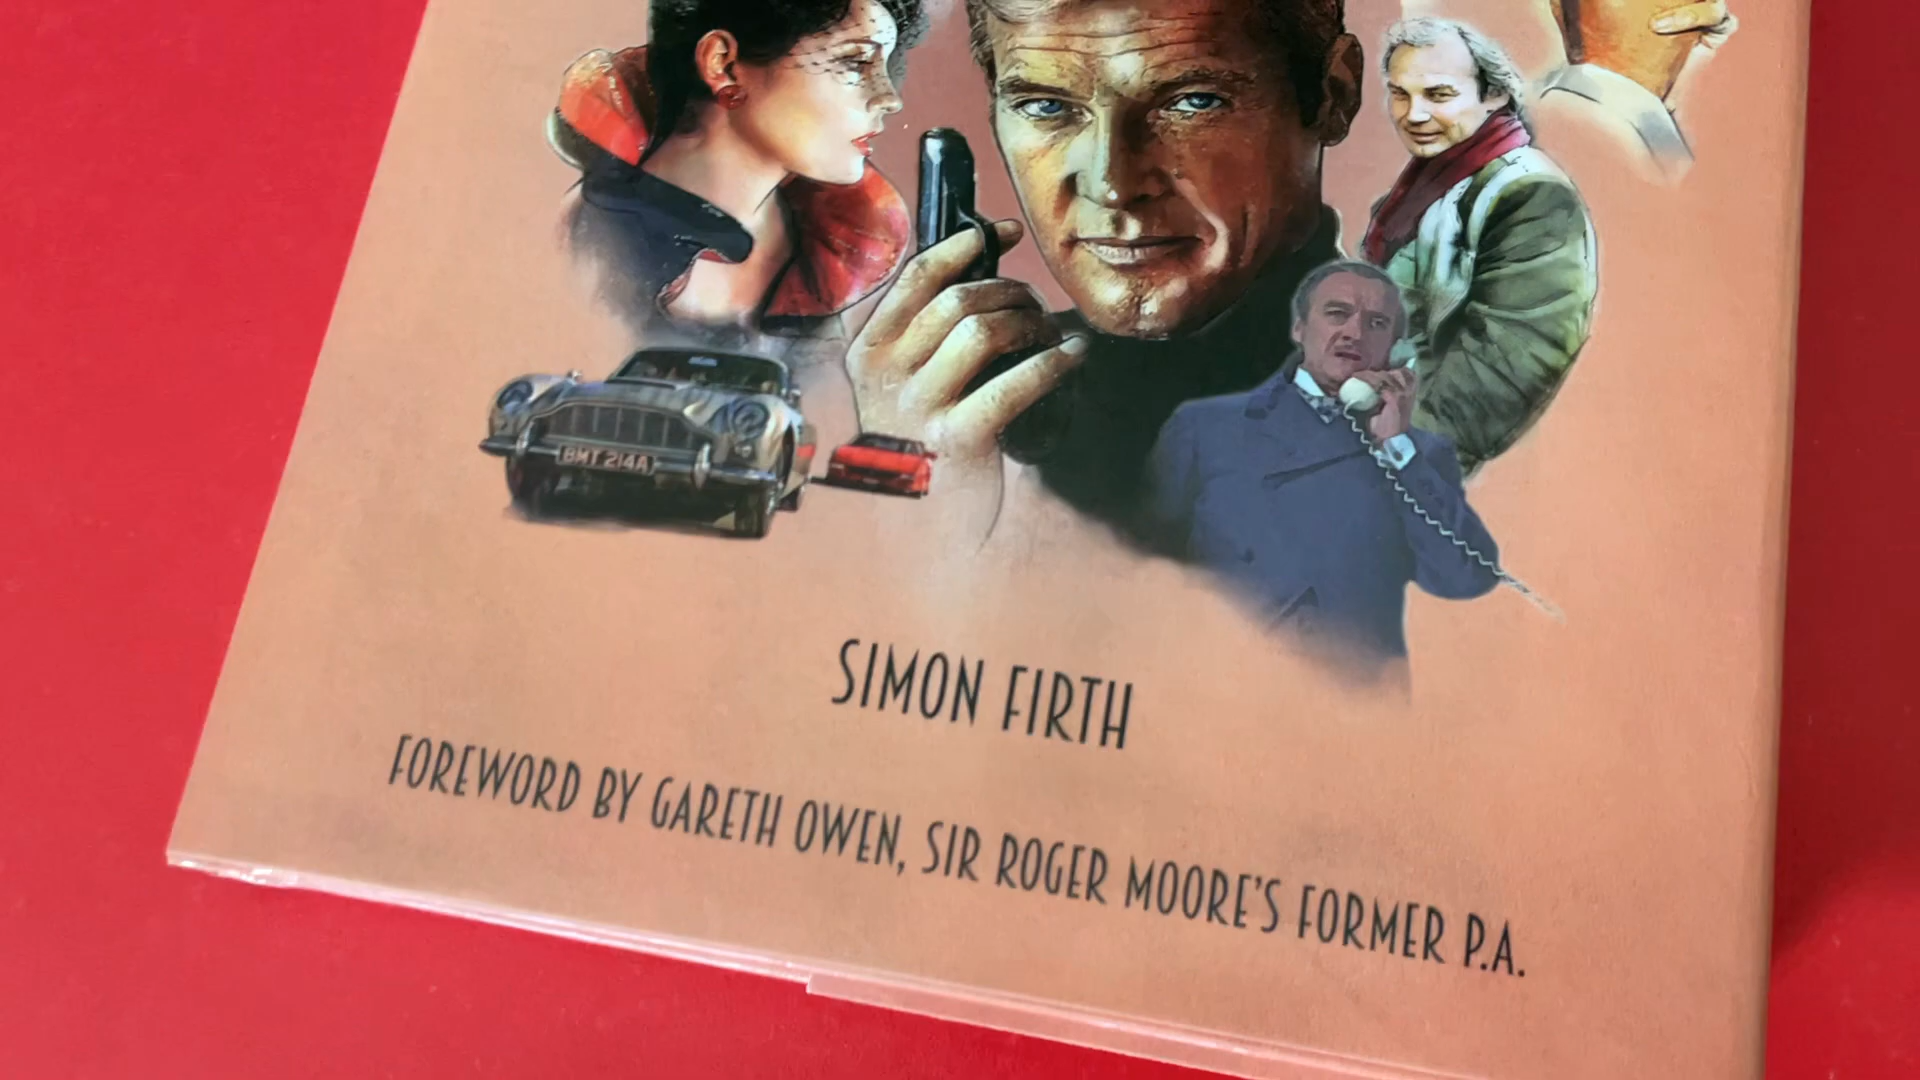 BMT 214A
SIMON FIRTH
FOREWORD BY GARETH OWEN, SIR ROGER MOORE'S FORMER P.A.